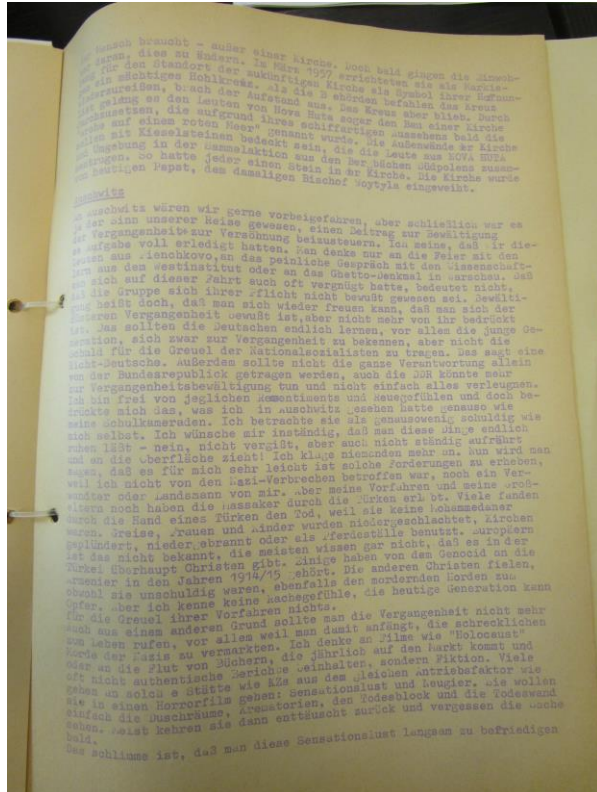 Mensch braucht - außer einer Kirche. Doch bald gingen die Einwoh-
daran, dies zu ändern. Im März 1957 errichteten sie als Markie-
für den Standort der zukünftigen Kirche als Symbol ihrer Hoffnun-
ein mächtiges Holzkreuz. Als die Behörden befahlen das Kreuz
brach der Aufstand aus. Das Kreuz aber blieb. Durch
gelang es den Leuten von Nova Huta sogar den Bau einer Kirche
durchzusetzen, die aufgrund ihres schiffartigen Aussehens bald die
"Arche auf einem roten Meer" genannt wurde. Die Außenwände der Kirche
sollten mit Kieselsteinen bedeckt sein, die die Leute aus NOVA HUTA
und Umgebung in der Sammelaktion aus den Bergbächen Südpolens zusam-
mentrugen. So hatte jeder einen Stein in der Kirche. Die Kirche wurde
vom heutigen Papst, dem damaligen Bischof Woytyla eingeweiht.
Auschwitz
An Auschwitz wären wir gerne vorbeigefahren, aber schließlich war es
ja der Sinn unserer Reise gewesen, einen Beitrag zur Bewältigung
der Vergangenheit zur Versöhnung beizusteuern. Ich meine, daß wir die-
se Aufgabe voll erledigt hatten. Man denke nur an die Feier mit den
aus Pienchkovo, an das peinliche Gespräch mit den Wissenschaft-
lern aus dem Westinstitut oder an das Ghetto-Denkmal in Warschau. Daß
man sich auf dieser Fahrt auch oft vergnügt hatte, bedeutet nicht,
daß die Gruppe sich ihrer Pflicht nicht bewußt gewesen sei. Bewälti-
gung heißt doch, daß man sich wieder freuen kann, daß man sich der
Vergangenheit bewußt ist, aber nicht mehr von ihr bedrückt
Das sollten die Deutschen endlich lernen, vor allem die junge Ge-
neration, sich zwar zur Vergangenheit zu bekennen, aber nicht die
Schuld für die Greuel der Nationalsozialisten zu tragen. Das sagt eine
Nicht-Deutsche. Außerdem sollte nicht die ganze Verantwortung allein
von der Bundesrepublik getragen werden, auch die DDR könnte mehr
zur Vergangenheitsbewältigung tun und nicht einfach alles verleugnen.
Ich bin frei von jeglichen Ressentiments und Reuegefühlen und doch be-
drückte mich das, was ich in Auschwitz gesehen hatte genauso wie
meine Schulkameraden. Ich betrachte sie als genausowenig schuldig wie
mich selbst. Ich wünsche mir inständig, daß man diese Dinge endlich
ruhen läßt - nein, nicht vergißt, aber auch nicht ständig aufrührt
und an die Oberfläche zieht! Ich klage niemanden mehr an. Nun wird man
sagen, daß es für mich sehr leicht ist solche Forderungen zu erheben,
weil ich nicht von den Nazi-Verbrechen betroffen war, noch ein Ver-
wandter oder Landsmann von mir. Aber meine Vorfahren und meine Groß-
eltern noch haben die Massaker durch die Türken erlebt. Viele fanden
durch die Hand eines Türken den Tod, weil sie keine Mohammedaner
waren. Greise, Frauen und Kinder wurden niedergeschlachtet, Kirchen
geplündert, niedergebrannt oder als Pferdeställe benutzt. Europäern
ist das nicht bekannt, die meisten wissen gar nicht, daß es in der
Türkei überhaupt Christen gibt. Einige haben von dem Genocid an die
Armenier in den Jahren 1914/15 gehört. Die anderen Christen fielen,
obwohl sie unschuldig waren, ebenfalls den mordernden Horden zum
Opfer. Aber ich kenne keine Rachegefühle, die heutige Generation kann
für die Greuel ihrer Vorfahren nichts.
Auch aus einem anderen Grund sollte man die Vergangenheit nicht mehr
zum Leben rufen, vor allem weil man damit anfängt, die schrecklichen
Morde der Nazis zu vermarkten. Ich denke an Filme wie "Holocaust"
oder an die Flut von Büchern, die jährlich auf den Markt kommt und
oft nicht authentische Berichte beinhalten, sondern Fiktion. Viele
gehen an solch e Stätte wie KZs aus dem gleichen Antriebsfaktor wie
sie in einen Horrorfilm gehen: Sensationslust und Neugier. Sie wollen
einfach die Duschräume, Krematorien, den Todesblock und die Todeswand
sehen. Meist kehren sie dann enttäuscht zurück und vergessen die Sache
bald.
Das schlimme ist, daß man diese Sensationslust langsam zu befriedigen